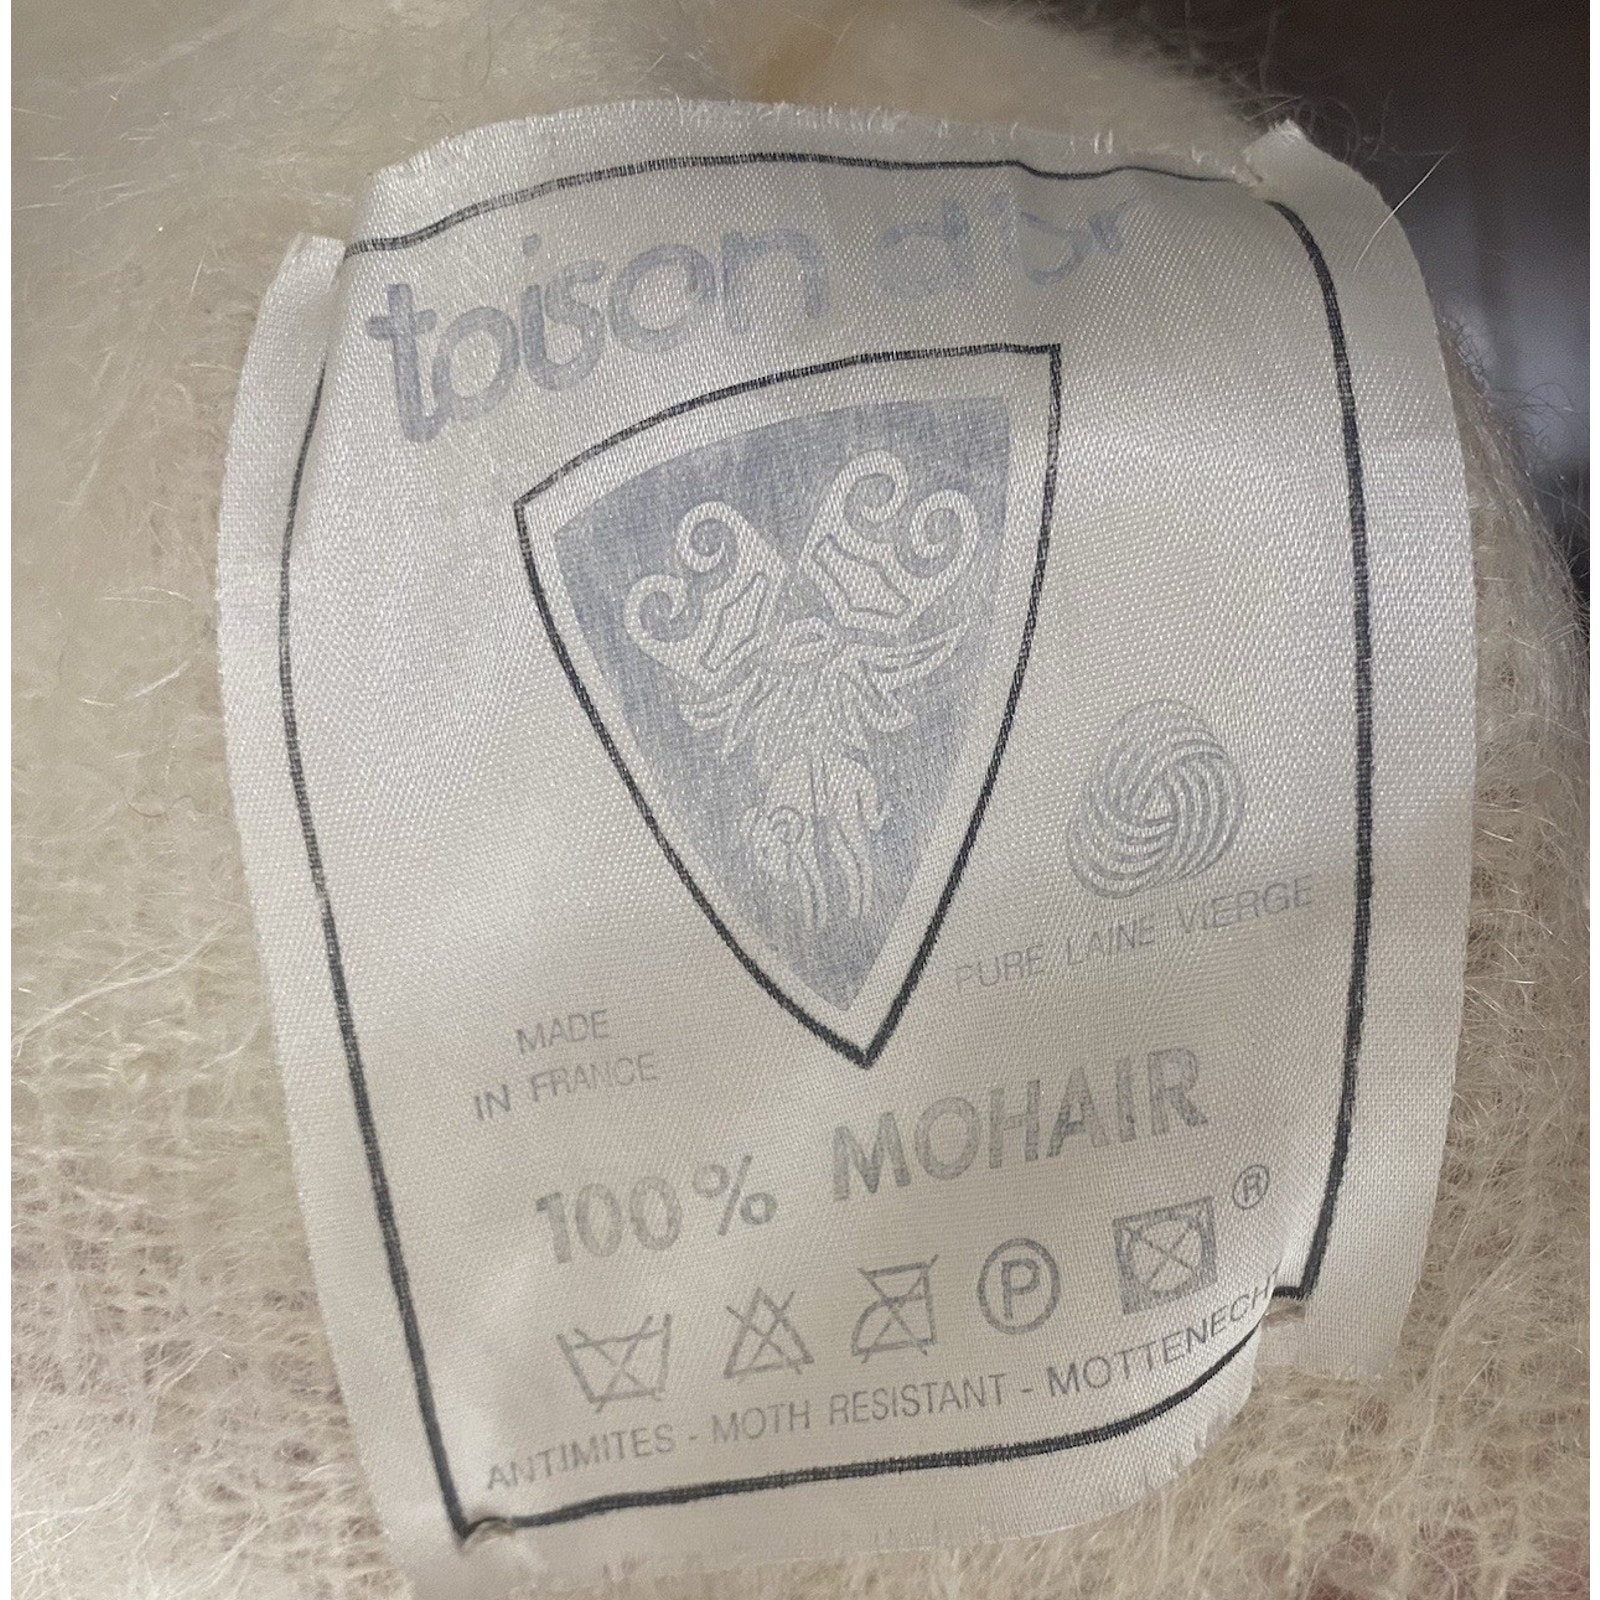 toison d'or
PURE LAINE VIERGE
MADE
IN FRANCE
100% MOHAIR
P
®
ANTIMITES - MOTH RESISTANT - MOTTENECHT